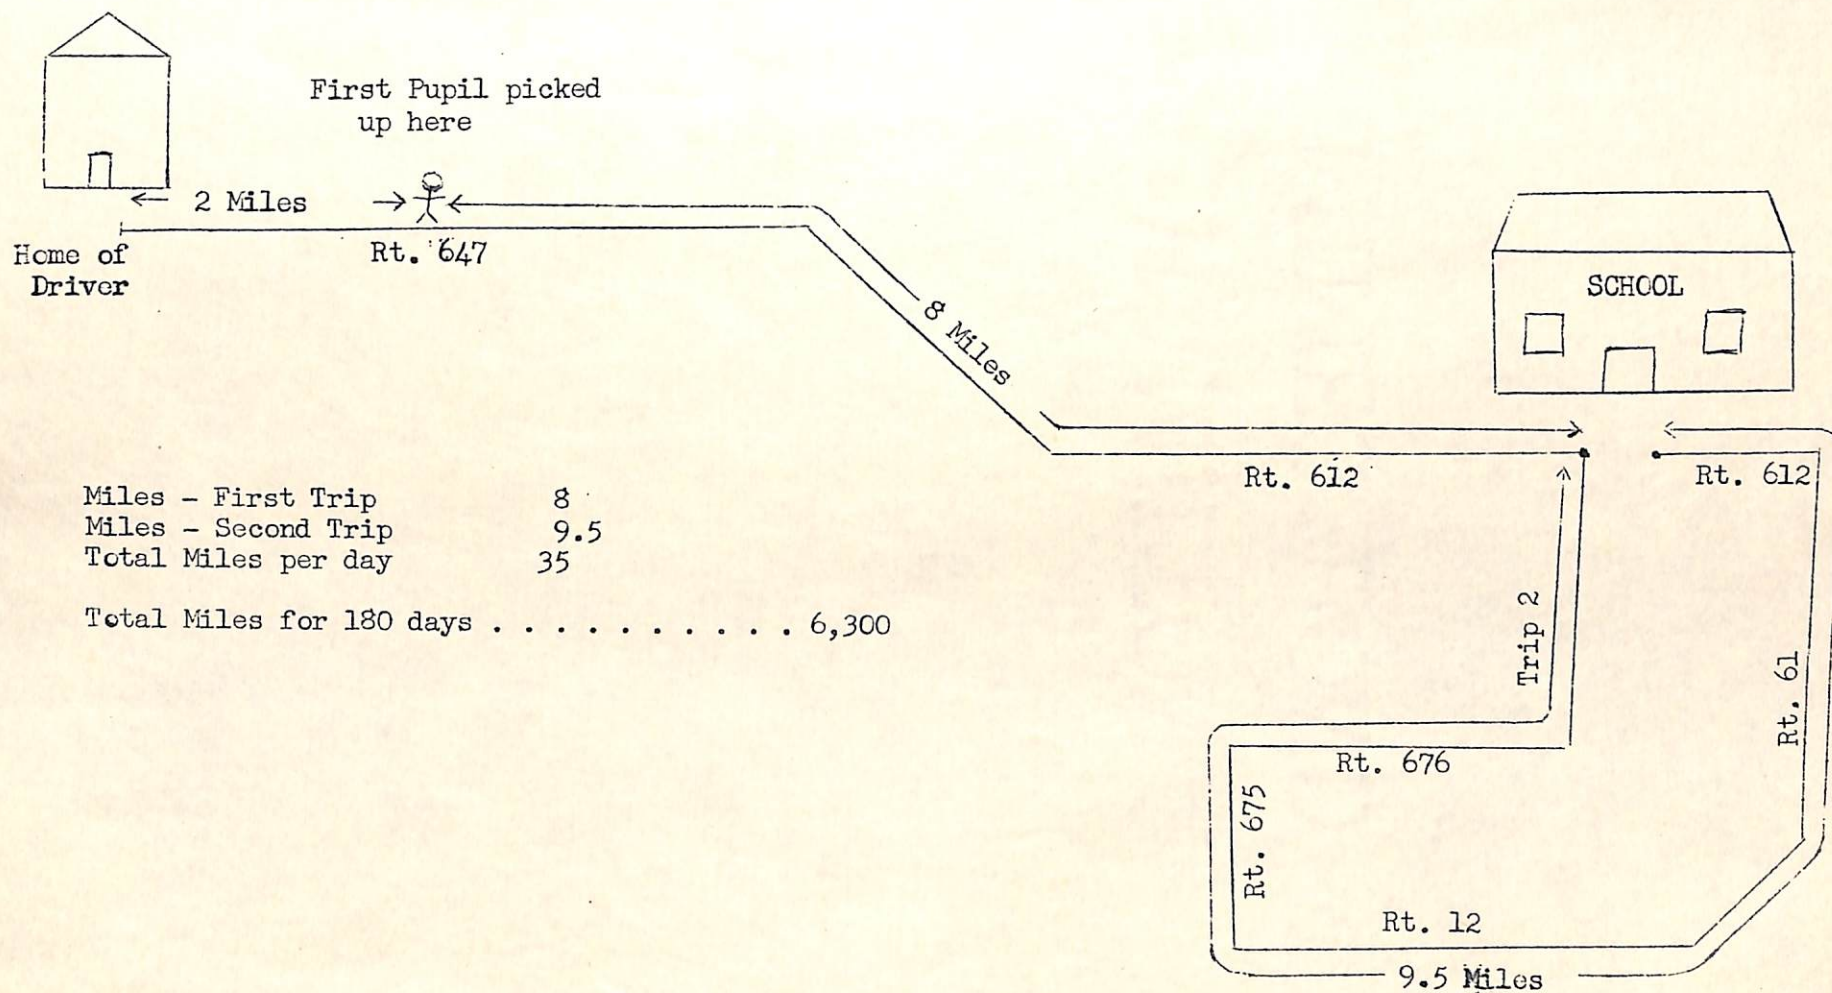 First Pupil picked
up here
2 Miles
Rt. 647
Home of
Driver
8 Miles
SCHOOL
Rt. 612
Rt. 612
Miles - First Trip 8
Miles - Second Trip 9.5
Total Miles per day 35
Total Miles for 180 days . . . . . . . . . . 6,300
Trip 2
Rt. 61
Rt. 676
Rt. 675
Rt. 12
9.5 Miles